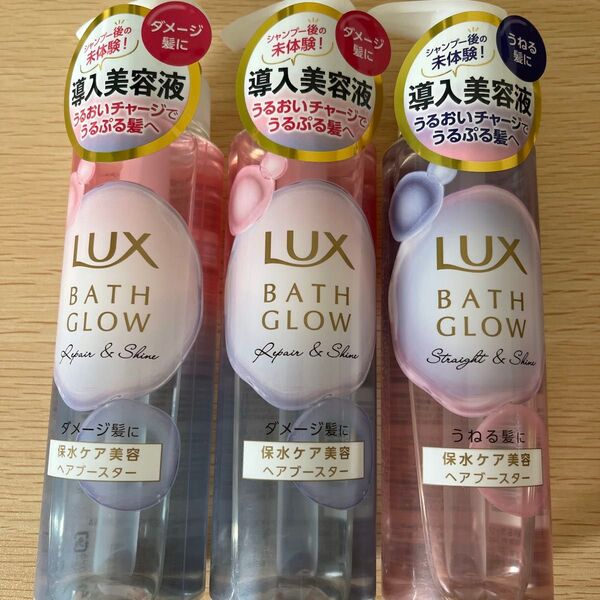 シャンプー後の
未体験!
ダメージ
髪に
導入美容液
うるおいチャージで
うるぷる髪へ
LUX
BATH
GLOW
Repair & Shine
ダメージ髪に
保水ケア美容
ヘアブースター
シャンプー後の
未体験!
ダメージ
髪に
導入美容液
うるおいチャージで
うるぷる髪へ
LUX
BATH
GLOW
Repair & Shine
ダメージ髪に
保水ケア美容
ヘアブースター
シャンプー後の
未体験!
うねる
髪に
導入美容液
うるおいチャージで
うるぷる髪へ
LUX
BATH
GLOW
Straight & Shine
うねる髪に
保水ケア美容
ヘアブースター